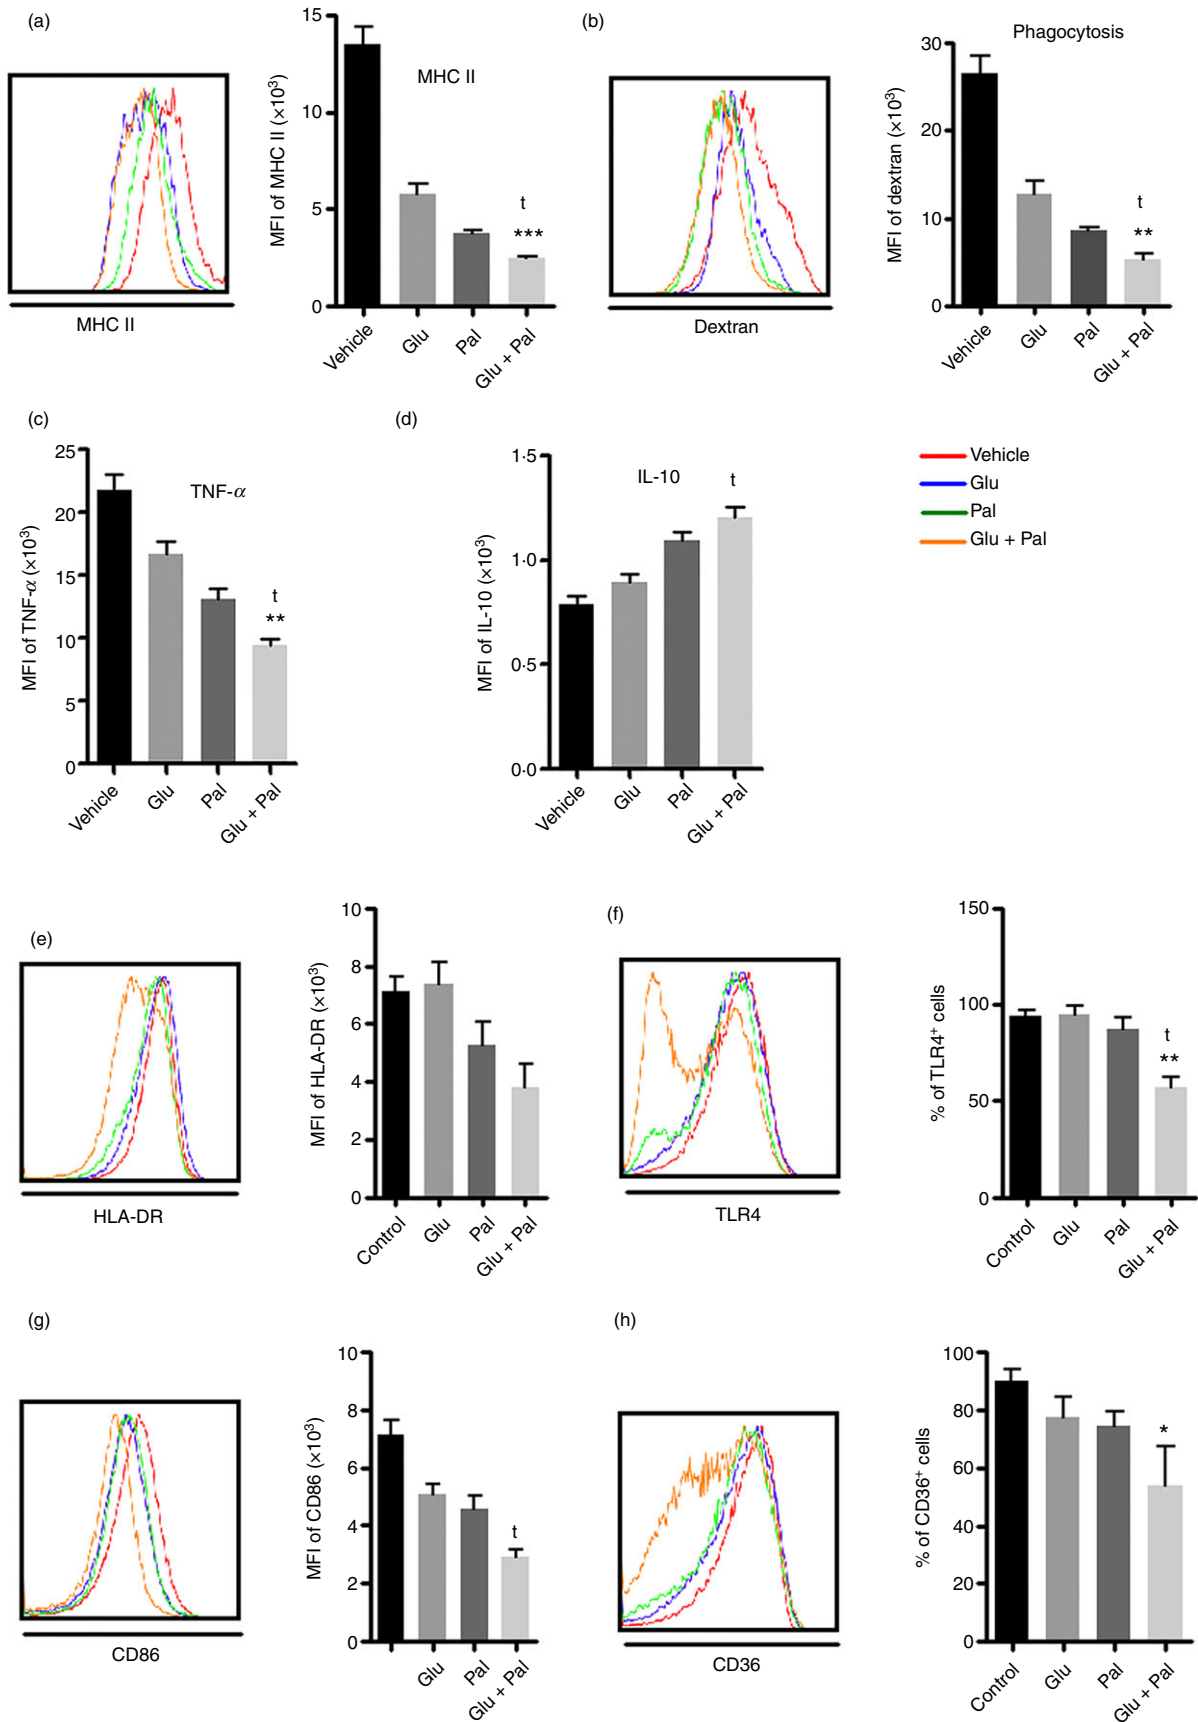 (a)
MFI of MHC II (×10³)
15
10
5
0
MHC II
t
***
Vehicle
Glu
Pal
Glu + Pal
MHC II
(b)
Phagocytosis
MFI of dextran (×10³)
30
20
10
0
t
**
Vehicle
Glu
Pal
Glu + Pal
Dextran
(c)
MFI of TNF-α (×10³)
25
20
15
10
5
0
TNF-α
t
**
Vehicle
Glu
Pal
Glu + Pal
(d)
MFI of IL-10 (×10³)
1·5
1·0
0·5
0·0
IL-10
t
Vehicle
Glu
Pal
Glu + Pal
Vehicle
Glu
Pal
Glu + Pal
(e)
HLA-DR
MFI of HLA-DR (×10³)
10
8
6
4
2
0
Control
Glu
Pal
Glu + Pal
(f)
TLR4
% of TLR4⁺ cells
150
100
50
0
t
**
Control
Glu
Pal
Glu + Pal
(g)
CD86
MFI of CD86 (×10³)
10
8
6
4
2
0
t
Glu
Pal
Glu + Pal
(h)
CD36
% of CD36⁺ cells
100
80
60
40
20
0
*
Control
Glu
Pal
Glu + Pal